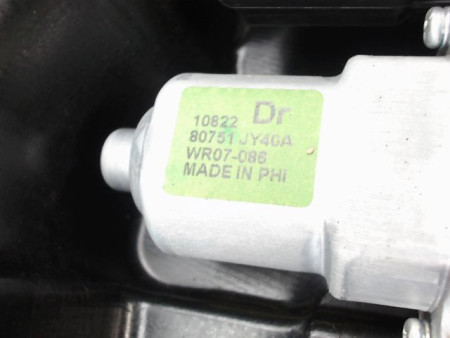 10822 Dr
80751 JY40A
WR07-086
MADE IN PHI